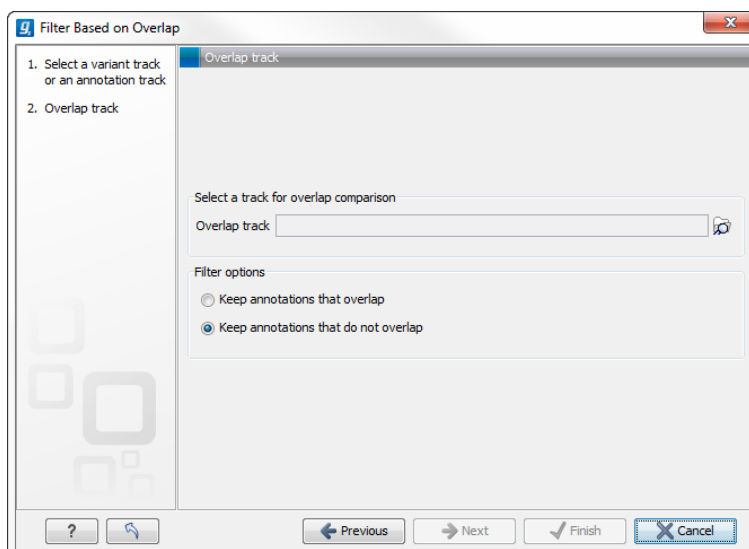 Filter Based on Overlap
1. Select a variant track
or an annotation track
2. Overlap track
Overlap track
Select a track for overlap comparison
Overlap track
Filter options
Keep annotations that overlap
Keep annotations that do not overlap
?
Previous
Next
Finish
Cancel